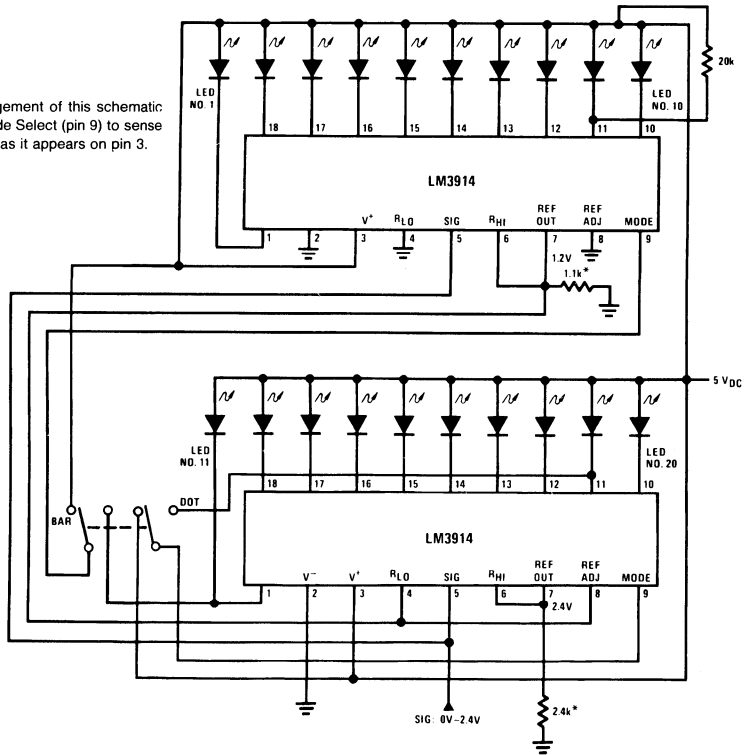 20k
LED
NO. 1
LED
NO. 10
gement of this schematic
de Select (pin 9) to sense
as it appears on pin 3.
18 17 16 15 14 13 12 11 10
LM3914
V+ RLO SIG RHI REF OUT REF ADJ MODE
1 2 3 4 5 6 7 8 9
1.2V
1.1k*
5 VDC
LED
NO. 11
LED
NO. 20
18 17 16 15 14 13 12 11 10
DOT
BAR
LM3914
V- V+ RLO SIG RHI REF OUT REF ADJ MODE
1 2 3 4 5 6 7 8 9
2.4V
2.4k*
SIG: 0V–2.4V